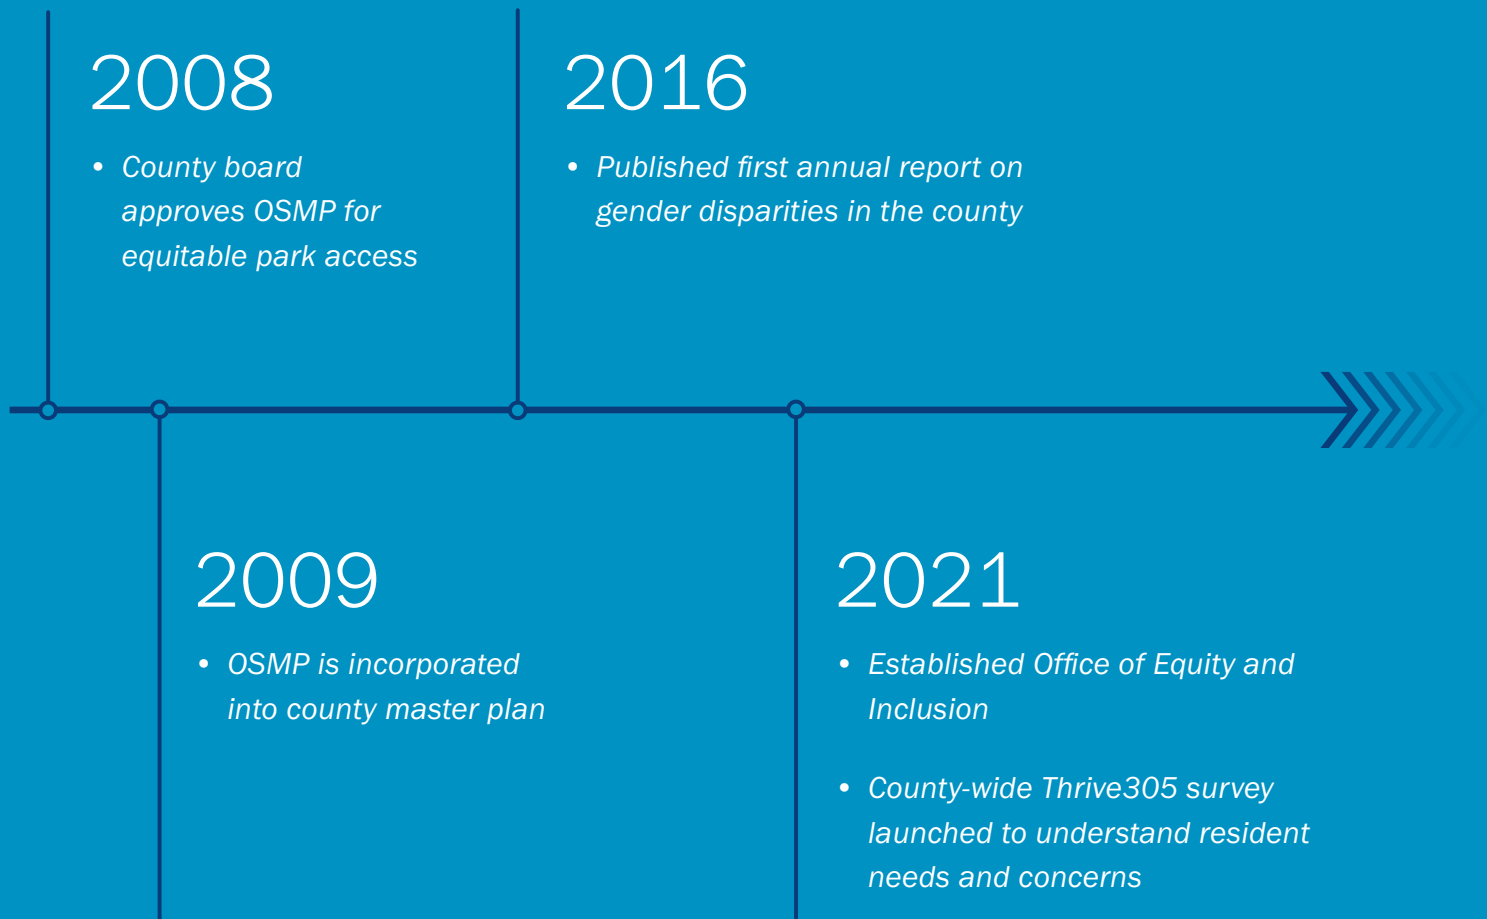 2008
• County board
approves OSMP for
equitable park access
2016
• Published first annual report on
gender disparities in the county
2009
• OSMP is incorporated
into county master plan
2021
• Established Office of Equity and
Inclusion
• County-wide Thrive305 survey
launched to understand resident
needs and concerns